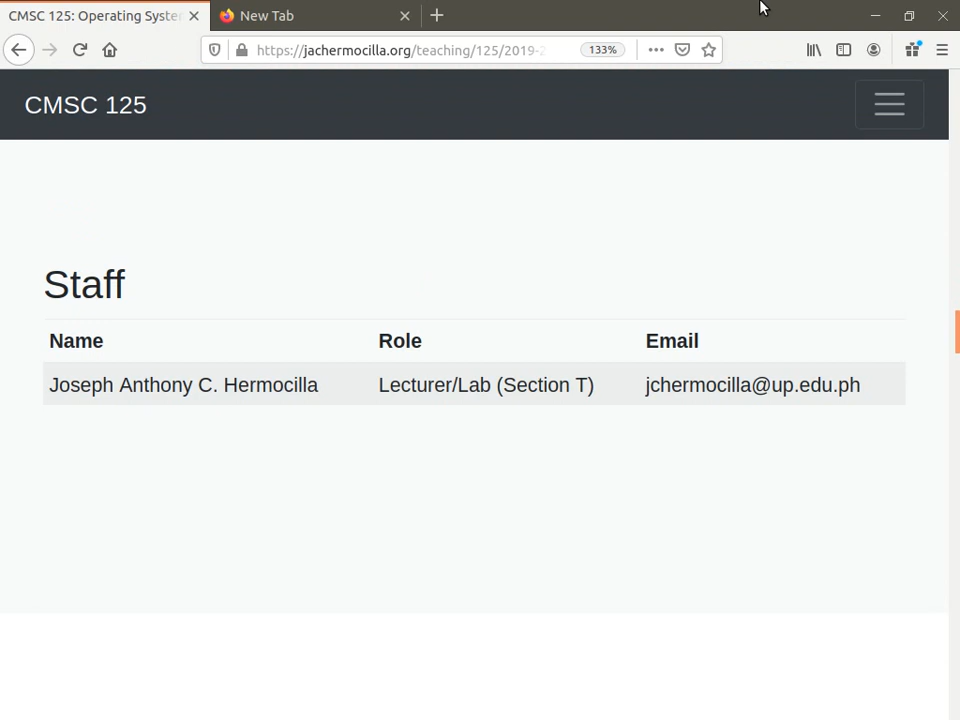 CMSC 125: Operating Syste
New Tab
https://jachermocilla.org/teaching/125/2019-2
133%
CMSC 125
Staff
Name Role Email
Joseph Anthony C. Hermocilla Lecturer/Lab (Section T) jchermocilla@up.edu.ph